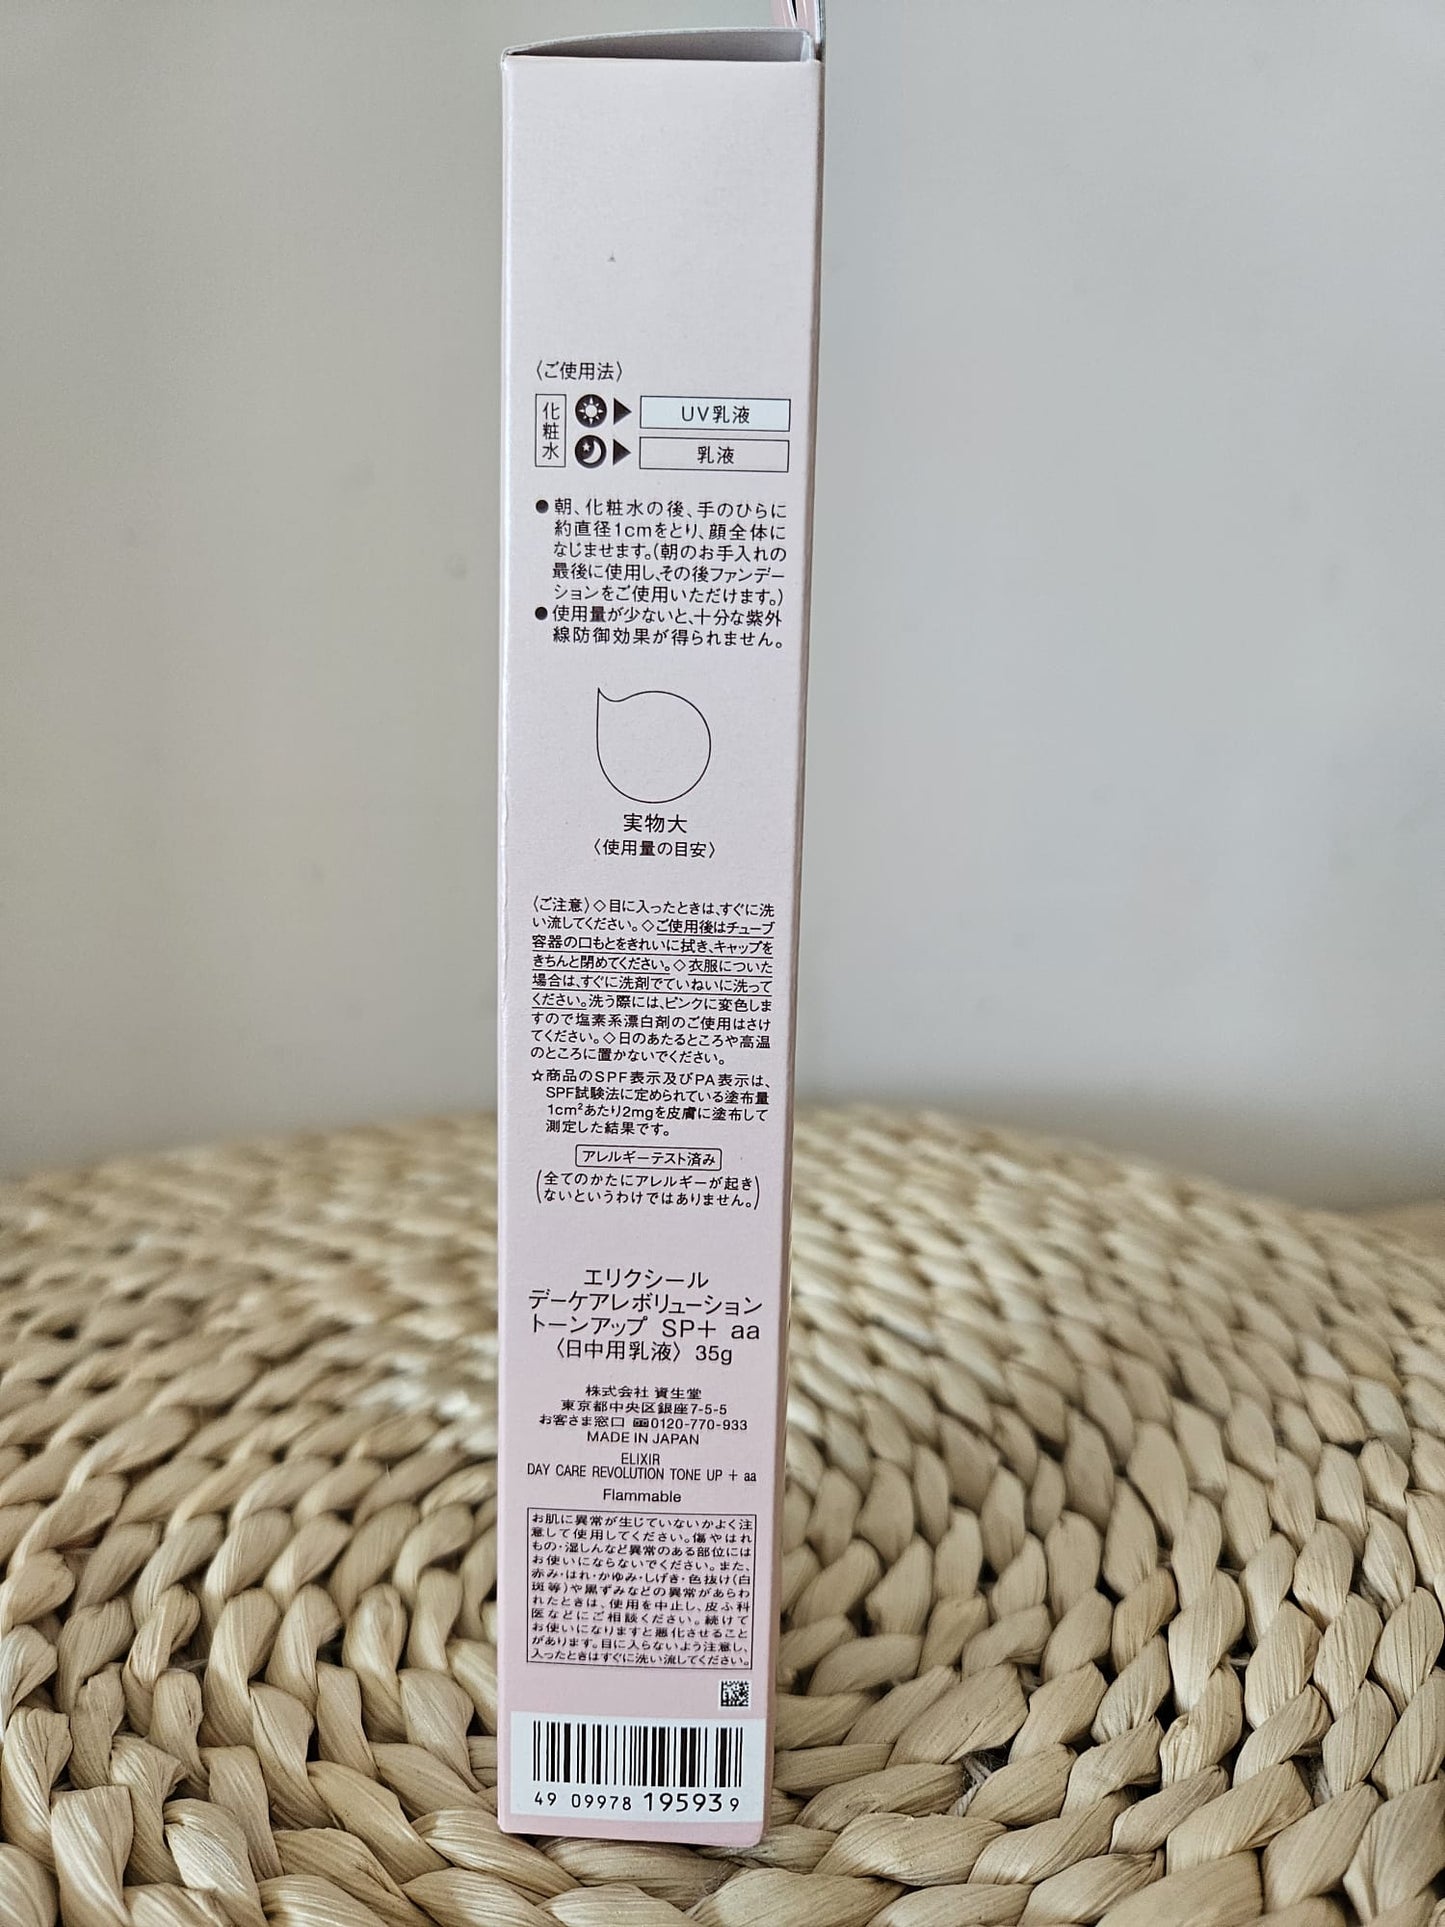 〈ご使用法〉
化粧水
UV乳液
乳液
●朝、化粧水の後、手のひらに
約直径1cmをとり、顔全体に
なじませます。(朝のお手入れの
最後に使用し、その後ファンデー
ションをご使用いただけます。)
●使用量が少ないと、十分な紫外
線防御効果が得られません。
実物大
〈使用量の目安〉
〈ご注意〉◇目に入ったときは、すぐに洗
い流してください。◇ご使用後はチューブ
容器の口もとをきれいに拭き、キャップを
きちんと閉めてください。◇衣服についた
場合は、すぐに洗剤でていねいに洗って
ください。洗う際には、ピンクに変色しま
すので塩素系漂白剤のご使用はさけ
てください。◇日のあたるところや高温
のところに置かないでください。
☆商品のSPF表示及びPA表示は、
SPF試験法に定められている塗布量
1cm²あたり2mgを皮膚に塗布して
測定した結果です。
アレルギーテスト済み
(全てのかたにアレルギーが起き
ないというわけではありません。)
エリクシール
デーケアレボリューション
トーンアップ SP+ aa
〈日中用乳液〉 35g
株式会社 資生堂
東京都中央区銀座7-5-5
お客さま窓口 0120-770-933
MADE IN JAPAN
ELIXIR
DAY CARE REVOLUTION TONE UP + aa
Flammable
お肌に異常が生じていないかよく注
意して使用してください。傷やはれ
もの・湿しんなど異常のある部位には
お使いにならないでください。また、
赤み・はれ・かゆみ・しげき・色抜け(白
斑等)や黒ずみなどの異常があらわ
れたときは、使用を中止し、皮ふ科
医などにご相談ください。続けて
お使いになりますと悪化させること
があります。目に入らないよう注意し、
入ったときはすぐに洗い流してください。
49 09978 195939